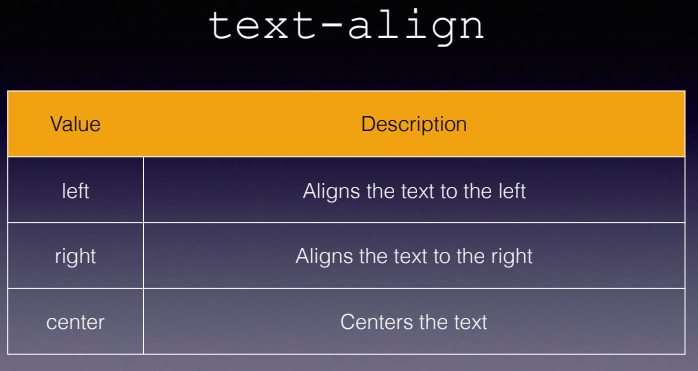 text-align
Value Description
left Aligns the text to the left
right Aligns the text to the right
center Centers the text